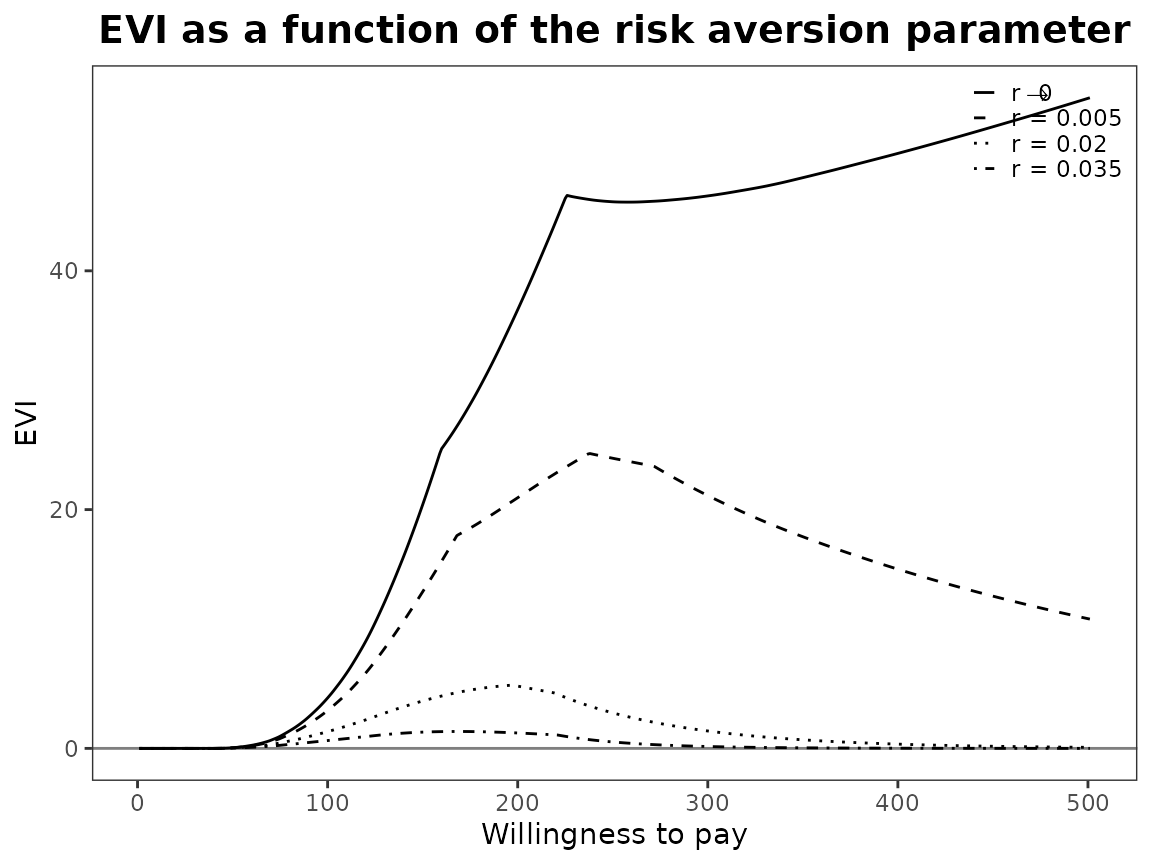 EVI as a function of the risk aversion parameter
r → 0
r = 0.005
r = 0.02
r = 0.035
40
20
0
EVI
0 100 200 300 400 500
Willingness to pay